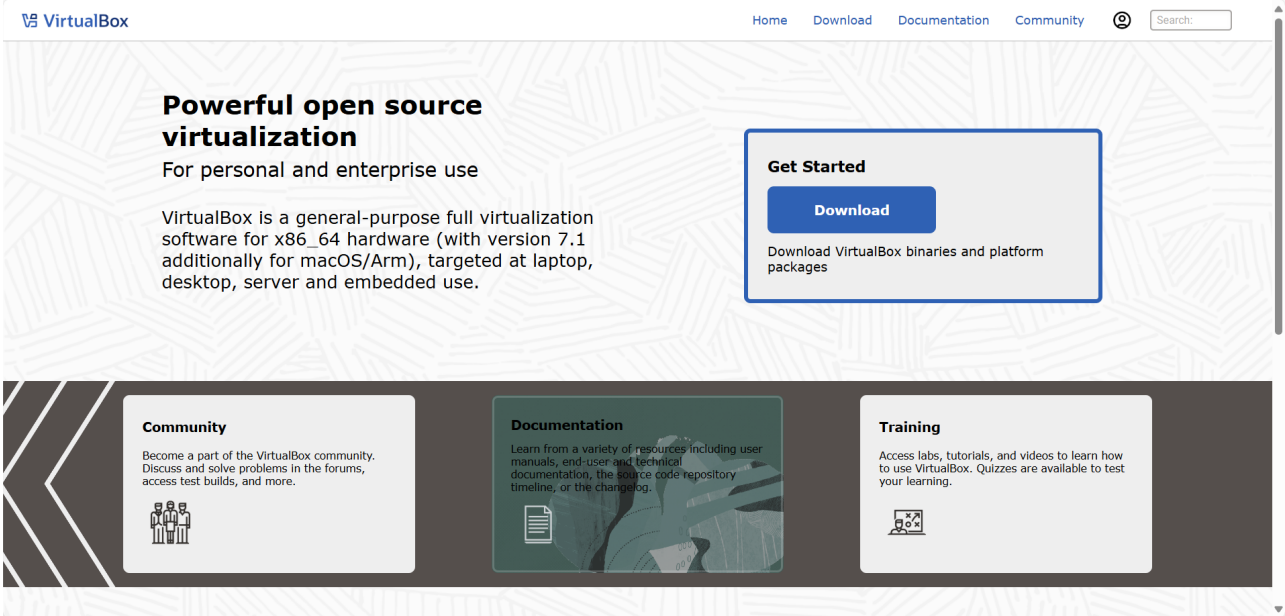 VirtualBox
Home Download Documentation Community Search:
Powerful open source
virtualization
For personal and enterprise use
VirtualBox is a general-purpose full virtualization
software for x86_64 hardware (with version 7.1
additionally for macOS/Arm), targeted at laptop,
desktop, server and embedded use.
Get Started
Download
Download VirtualBox binaries and platform
packages
Community
Become a part of the VirtualBox community.
Discuss and solve problems in the forums,
access test builds, and more.
Documentation
Learn from a variety of resources including user
manuals, end-user and technical
documentation, the source code repository
timeline, or the changelog.
Training
Access labs, tutorials, and videos to learn how
to use VirtualBox. Quizzes are available to test
your learning.